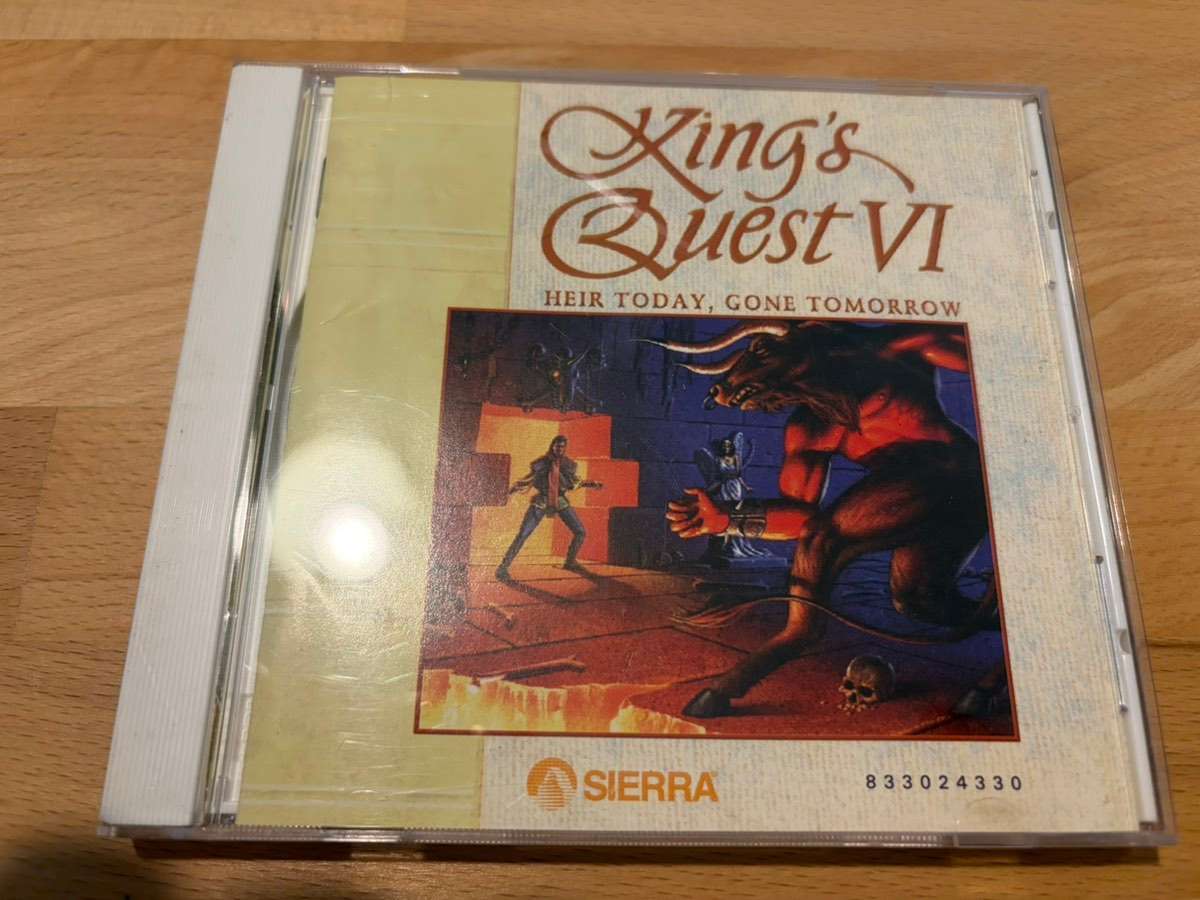 King's
Quest VI
HEIR TODAY, GONE TOMORROW
SIERRA
833024330